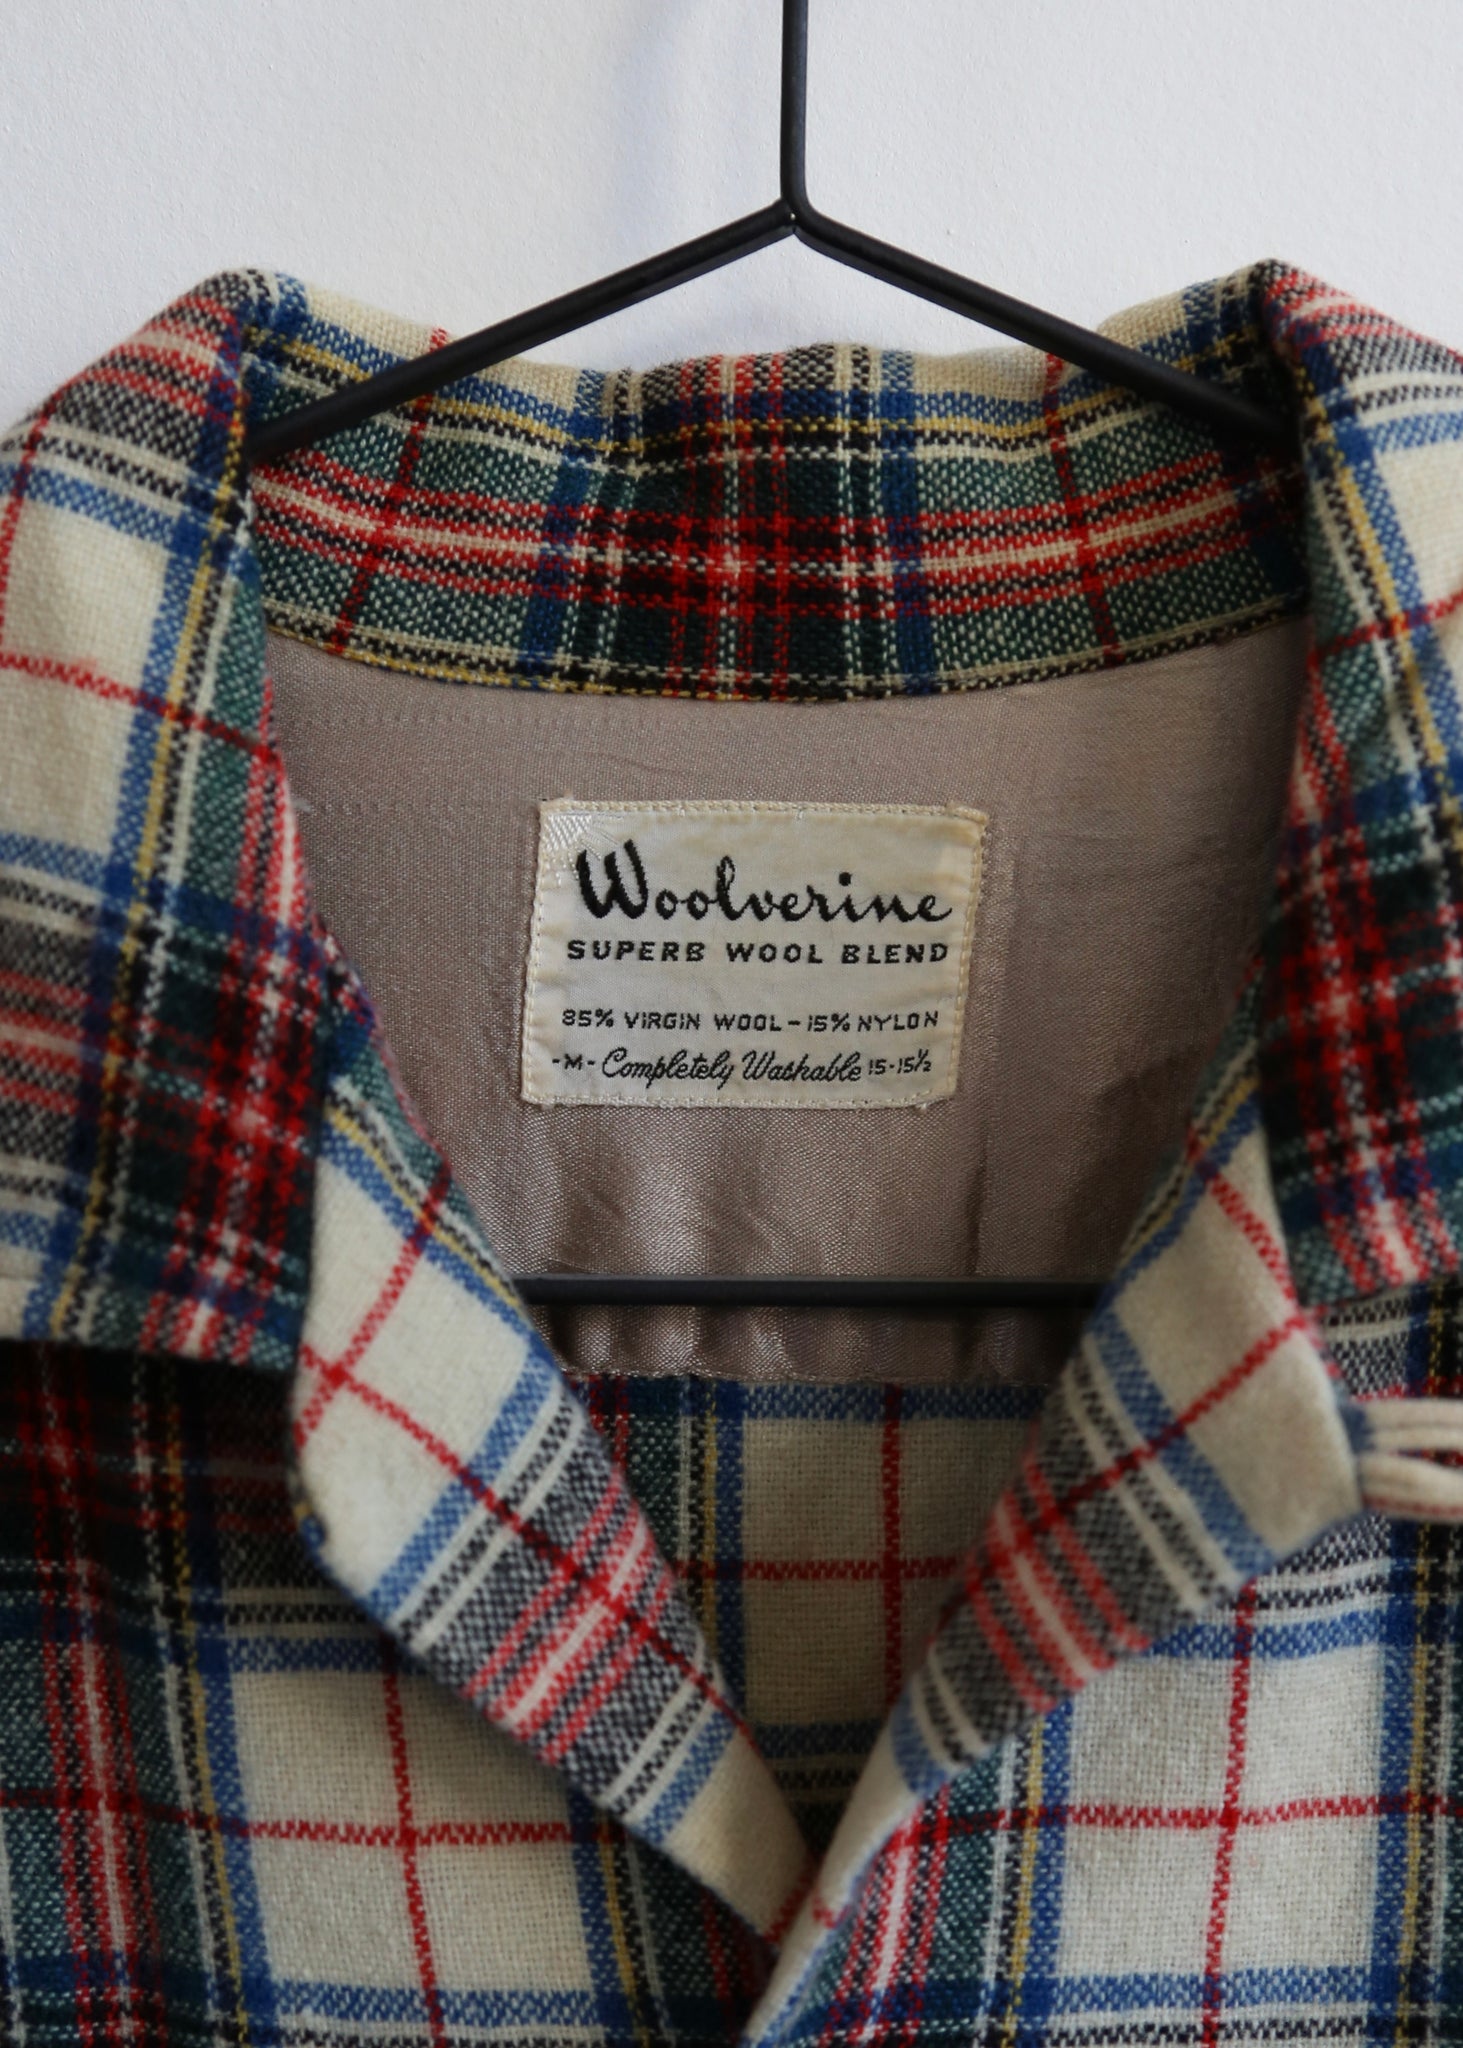 Woolverine
SUPERB WOOL BLEND
85% VIRGIN WOOL - 15% NYLON
-M- Completely Washable 15-15½